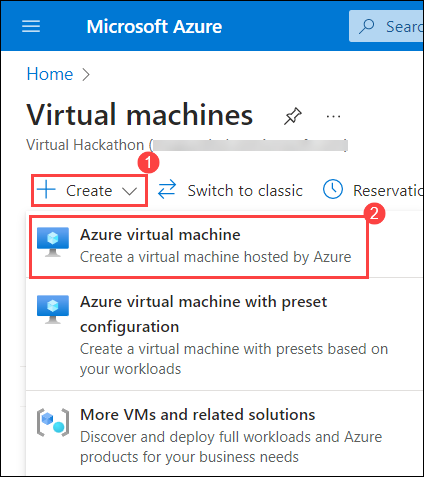 Microsoft Azure
Search
Home
Virtual machines
Virtual Hackathon (
1
Create
Switch to classic
Reservatio
2
Azure virtual machine
Create a virtual machine hosted by Azure
Azure virtual machine with preset
configuration
Create a virtual machine with presets based on
your workloads
More VMs and related solutions
Discover and deploy full workloads and Azure
products for your business needs